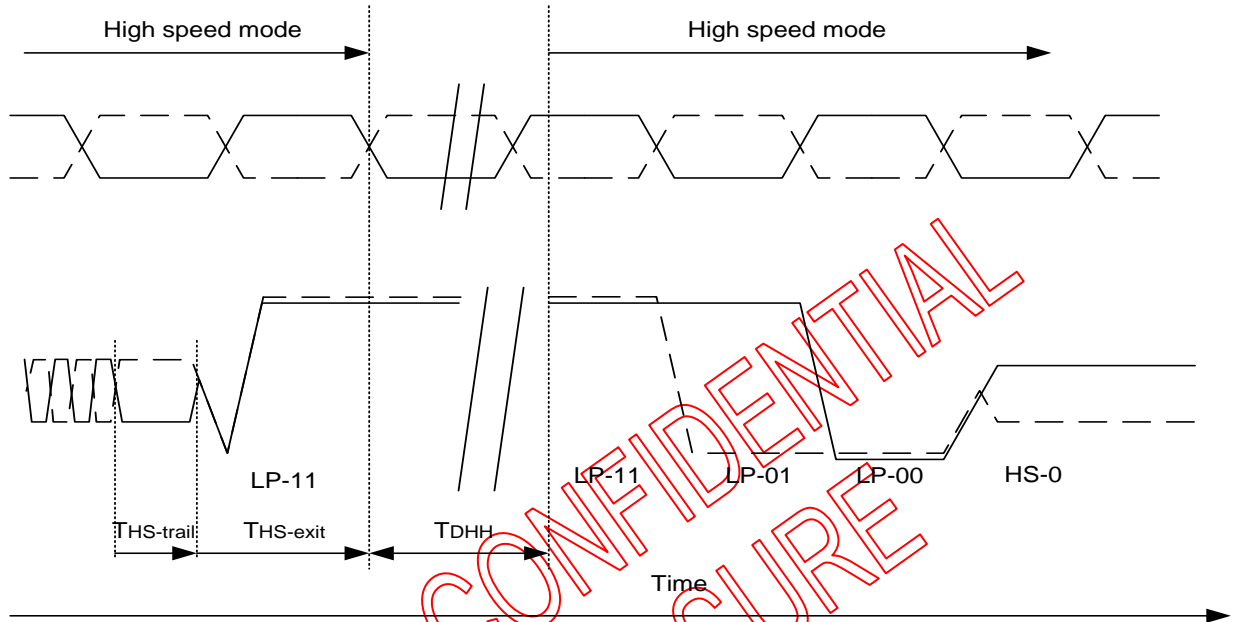 High speed mode
High speed mode
LP-11
LP-11
LP-01
LP-00
HS-0
THS-trail
THS-exit
TDHH
Time
CONFIDENTIAL